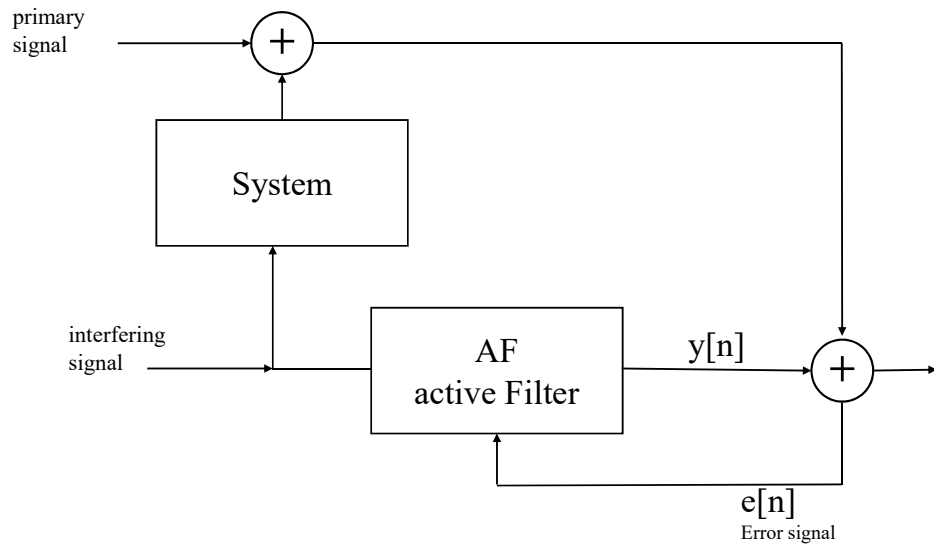 primary
signal
+
System
interfering
signal
AF
active Filter
y[n]
+
e[n]
Error signal